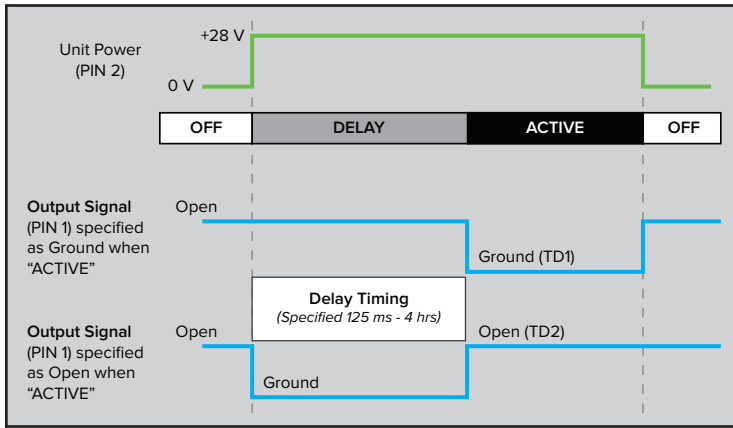 +28 V
Unit Power
(PIN 2)
0 V
OFF DELAY ACTIVE OFF
Output Signal
(PIN 1) specified
as Ground when
“ACTIVE”
Open
Ground (TD1)
Delay Timing
(Specified 125 ms - 4 hrs)
Output Signal
(PIN 1) specified
as Open when
“ACTIVE”
Open
Open (TD2)
Ground